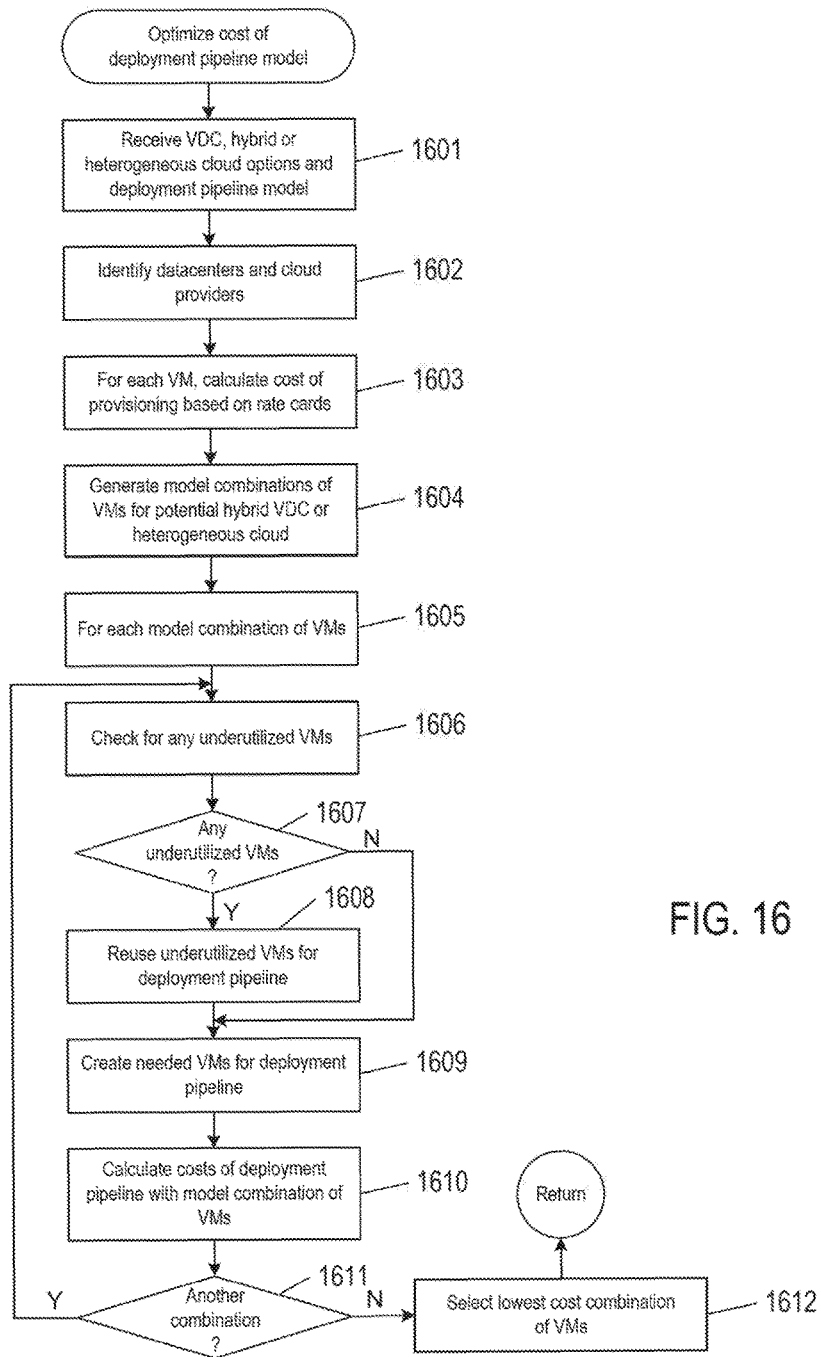 Optimize cost of
deployment pipeline model
Receive VDC, hybrid or
heterogeneous cloud options and
deployment pipeline model
1601
Identify datacenters and cloud
providers
1602
For each VM, calculate cost of
provisioning based on rate cards
1603
Generate model combinations of
VMs for potential hybrid VDC or
heterogeneous cloud
1604
For each model combination of VMs
1605
Check for any underutilized VMs
1606
Any
underutilized VMs
?
1607
N
Y
1608
Reuse underutilized VMs for
deployment pipeline
FIG. 16
Create needed VMs for deployment
pipeline
1609
Calculate costs of deployment
pipeline with model combination of
VMs
1610
Return
Another
combination
?
1611
Y
N
Select lowest cost combination
of VMs
1612